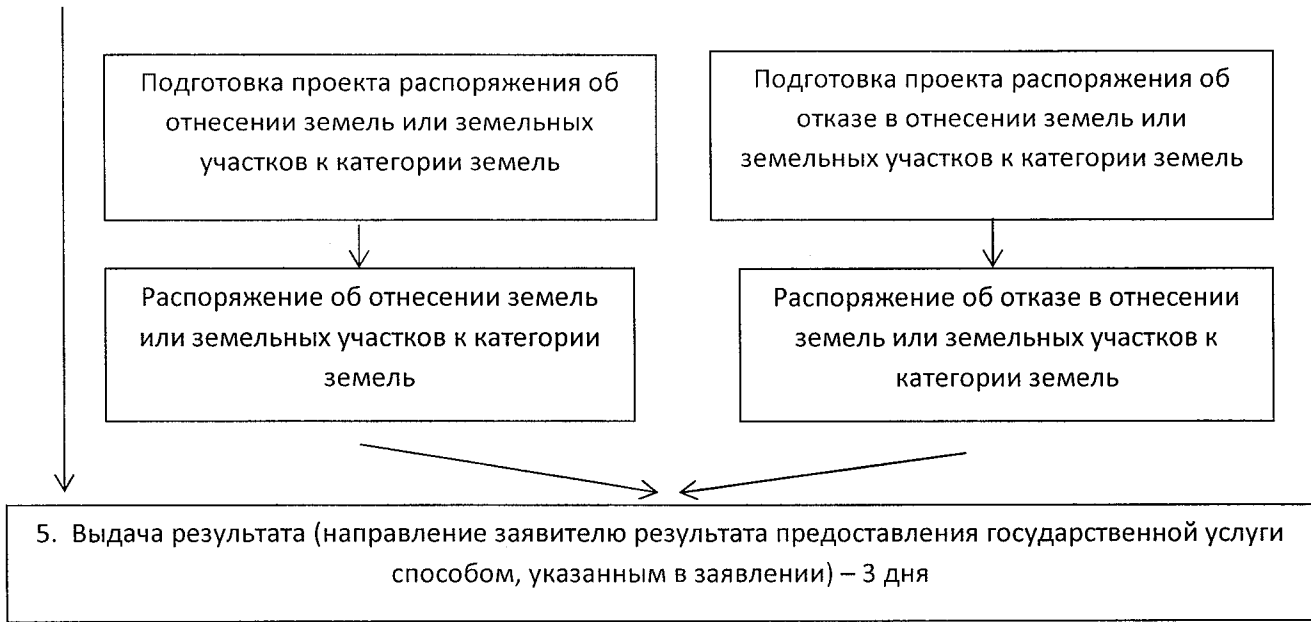 Подготовка проекта распоряжения об
отнесении земель или земельных
участков к категории земель
Подготовка проекта распоряжения об
отказе в отнесении земель или
земельных участков к категории земель
Распоряжение об отнесении земель
или земельных участков к категории
земель
Распоряжение об отказе в отнесении
земель или земельных участков к
категории земель
5. Выдача результата (направление заявителю результата предоставления государственной услуги
способом, указанным в заявлении) – 3 дня